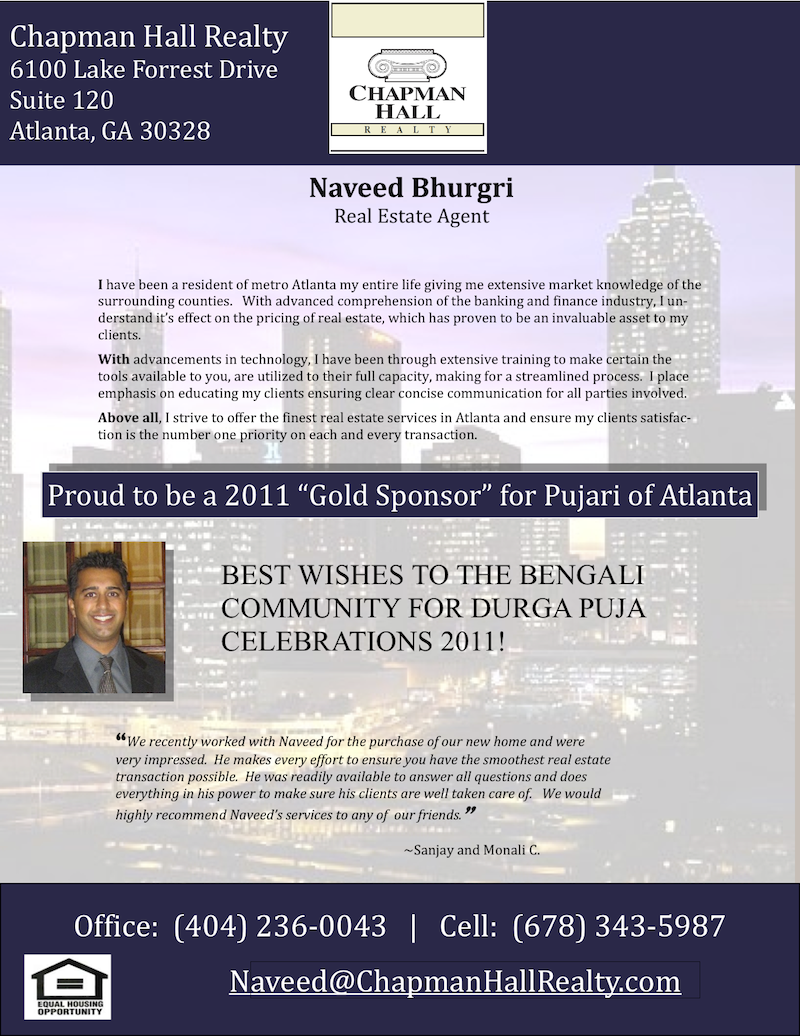 Chapman Hall Realty
6100 Lake Forrest Drive
Suite 120
Atlanta, GA 30328
CHAPMAN
HALL
REALTY
Naveed Bhurgri
Real Estate Agent
I have been a resident of metro Atlanta my entire life giving me extensive market knowledge of the
surrounding counties.   With advanced comprehension of the banking and finance industry, I un-
derstand it's effect on the pricing of real estate, which has proven to be an invaluable asset to my
clients.
With advancements in technology, I have been through extensive training to make certain the
tools available to you, are utilized to their full capacity, making for a streamlined process.  I place
emphasis on educating my clients ensuring clear concise communication for all parties involved.
Above all, I strive to offer the finest real estate services in Atlanta and ensure my clients satisfac-
tion is the number one priority on each and every transaction.
Proud to be a 2011 “Gold Sponsor” for Pujari of Atlanta
BEST WISHES TO THE BENGALI
COMMUNITY FOR DURGA PUJA
CELEBRATIONS 2011!
“We recently worked with Naveed for the purchase of our new home and were
very impressed.  He makes every effort to ensure you have the smoothest real estate
transaction possible.  He was readily available to answer all questions and does
everything in his power to make sure his clients are well taken care of.   We would
highly recommend Naveed's services to any of  our friends.”
~Sanjay and Monali C.
Office:  (404) 236-0043   |   Cell:  (678) 343-5987
Naveed@ChapmanHallRealty.com
EQUAL HOUSING
OPPORTUNITY